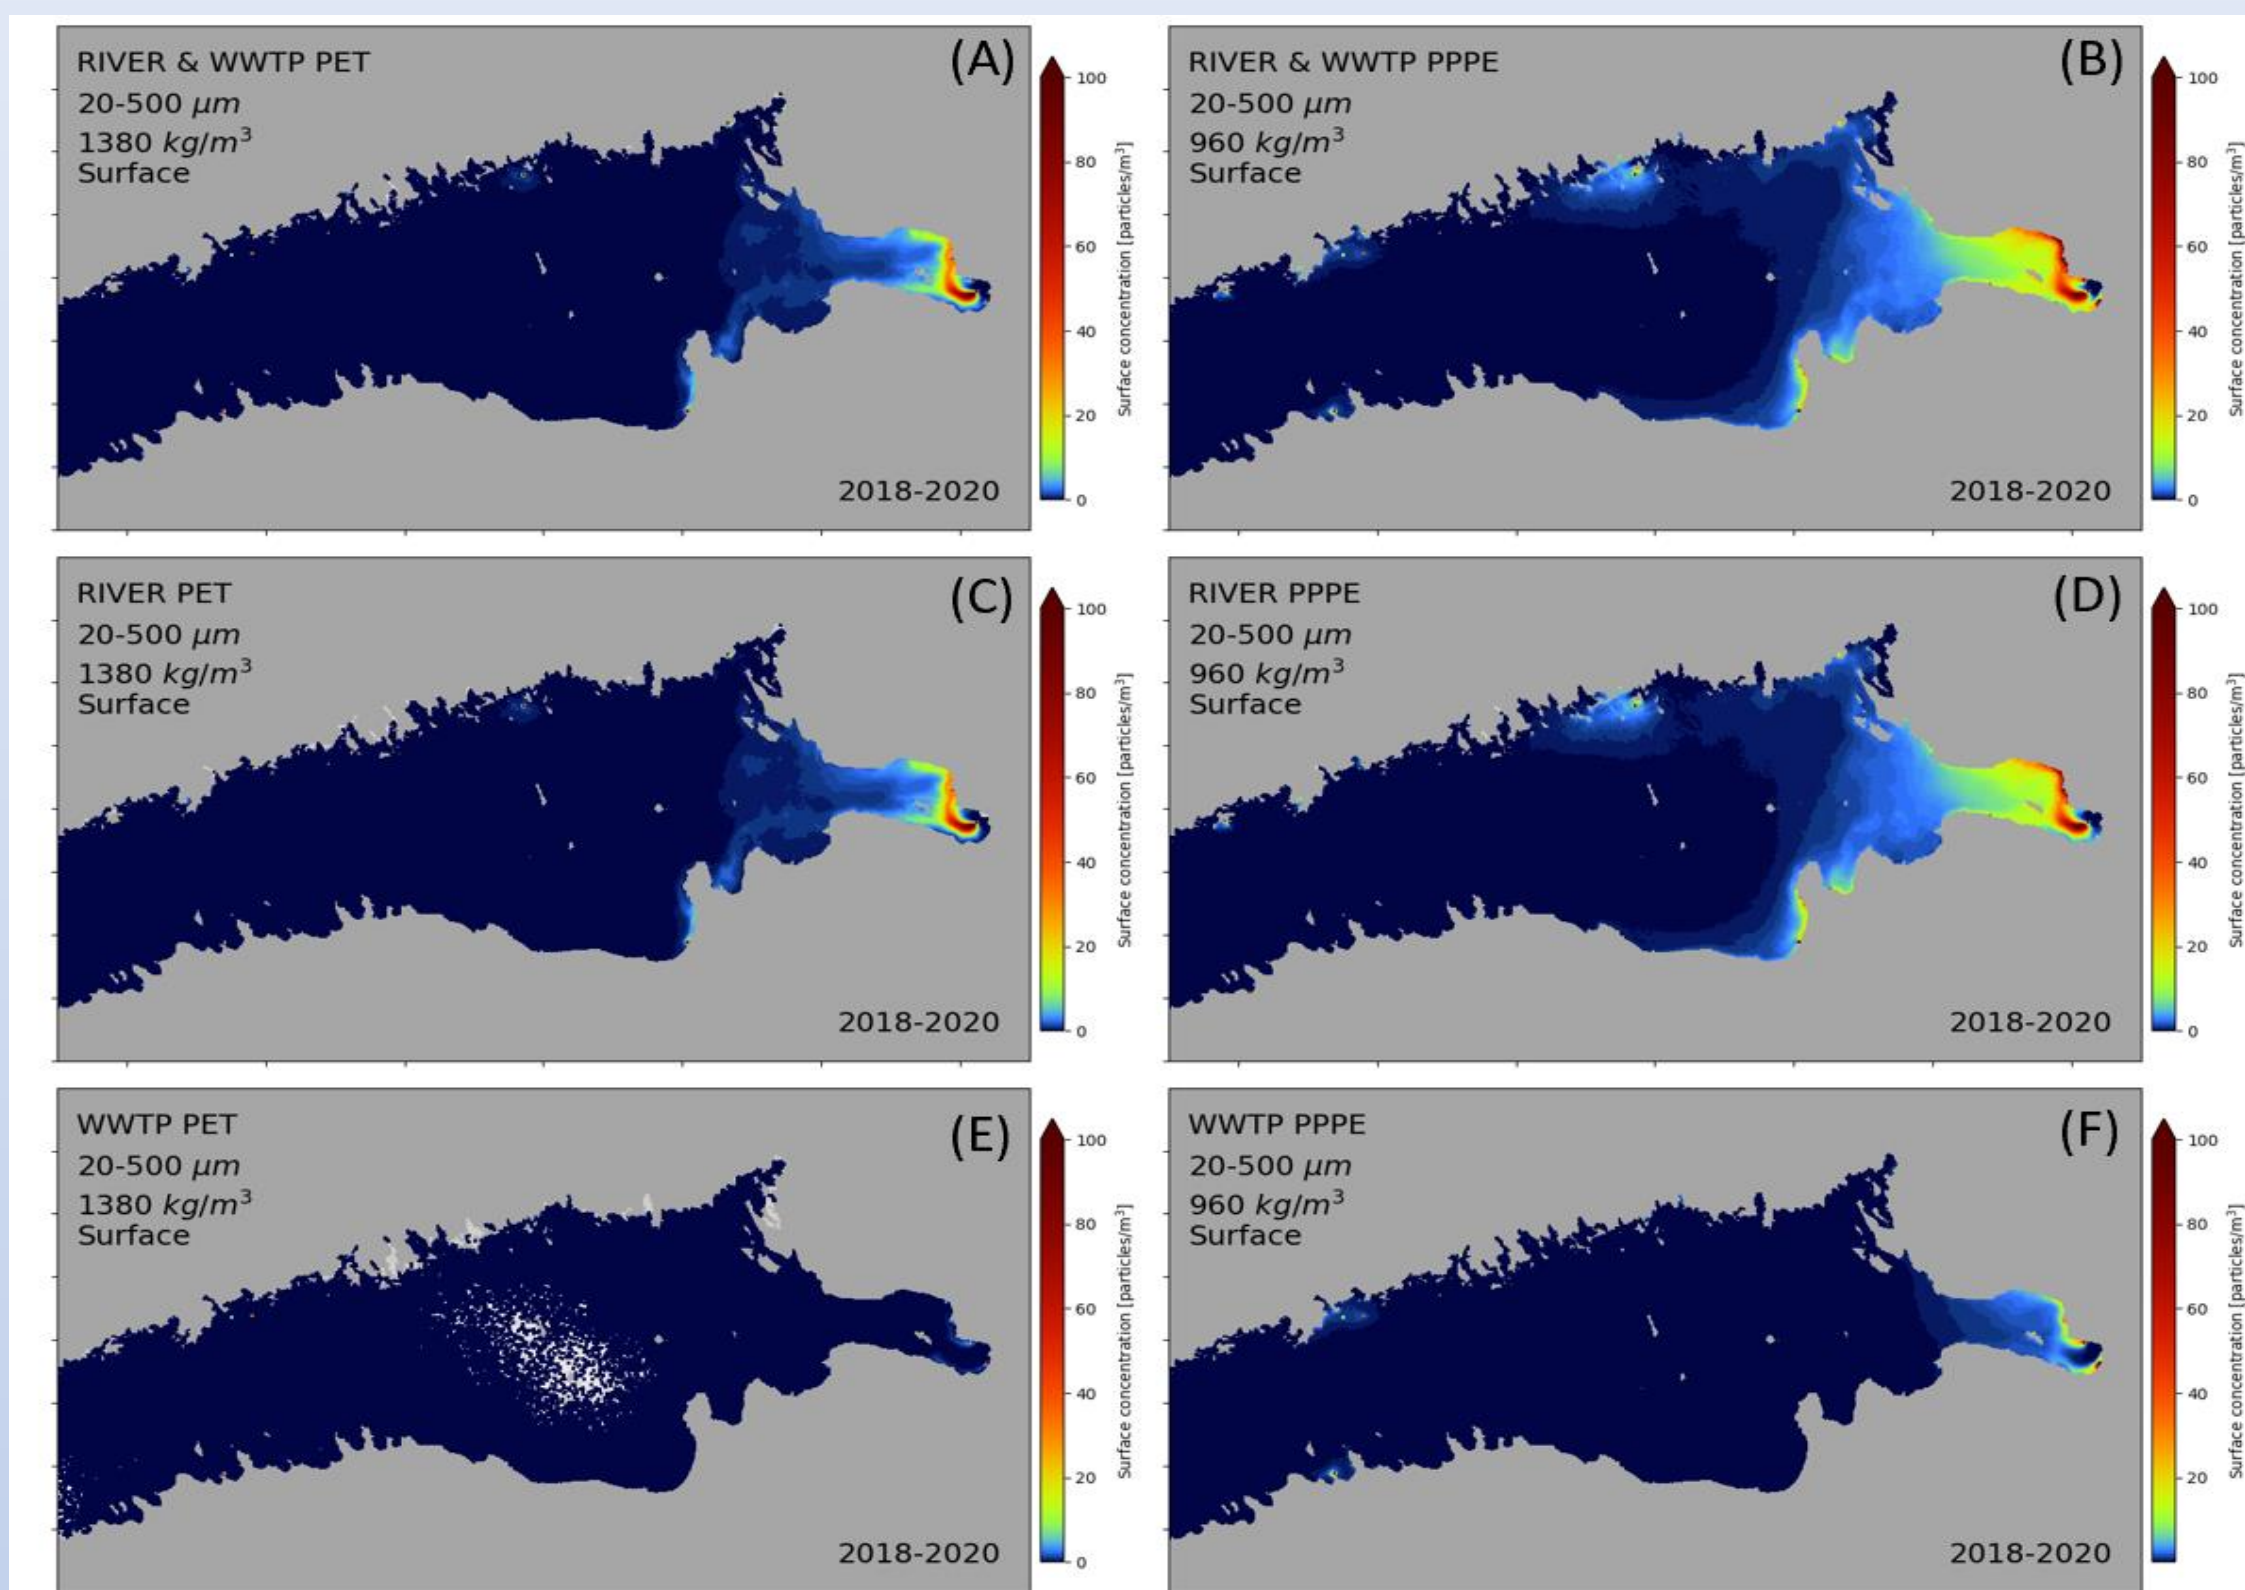 RIVER & WWTP PET
20-500 μm
1380 kg/m³
Surface
(A)
2018-2020
100
80
60
40
20
0
Surface concentration [particles/m³]
RIVER & WWTP PPPE
20-500 μm
960 kg/m³
Surface
(B)
2018-2020
100
80
60
40
20
0
Surface concentration [particles/m³]
RIVER PET
20-500 μm
1380 kg/m³
Surface
(C)
2018-2020
100
80
60
40
20
0
Surface concentration [particles/m³]
RIVER PPPE
20-500 μm
960 kg/m³
Surface
(D)
2018-2020
100
80
60
40
20
0
Surface concentration [particles/m³]
WWTP PET
20-500 μm
1380 kg/m³
Surface
(E)
2018-2020
100
80
60
40
20
0
Surface concentration [particles/m³]
WWTP PPPE
20-500 μm
960 kg/m³
Surface
(F)
2018-2020
100
80
60
40
20
Surface concentration [particles/m³]